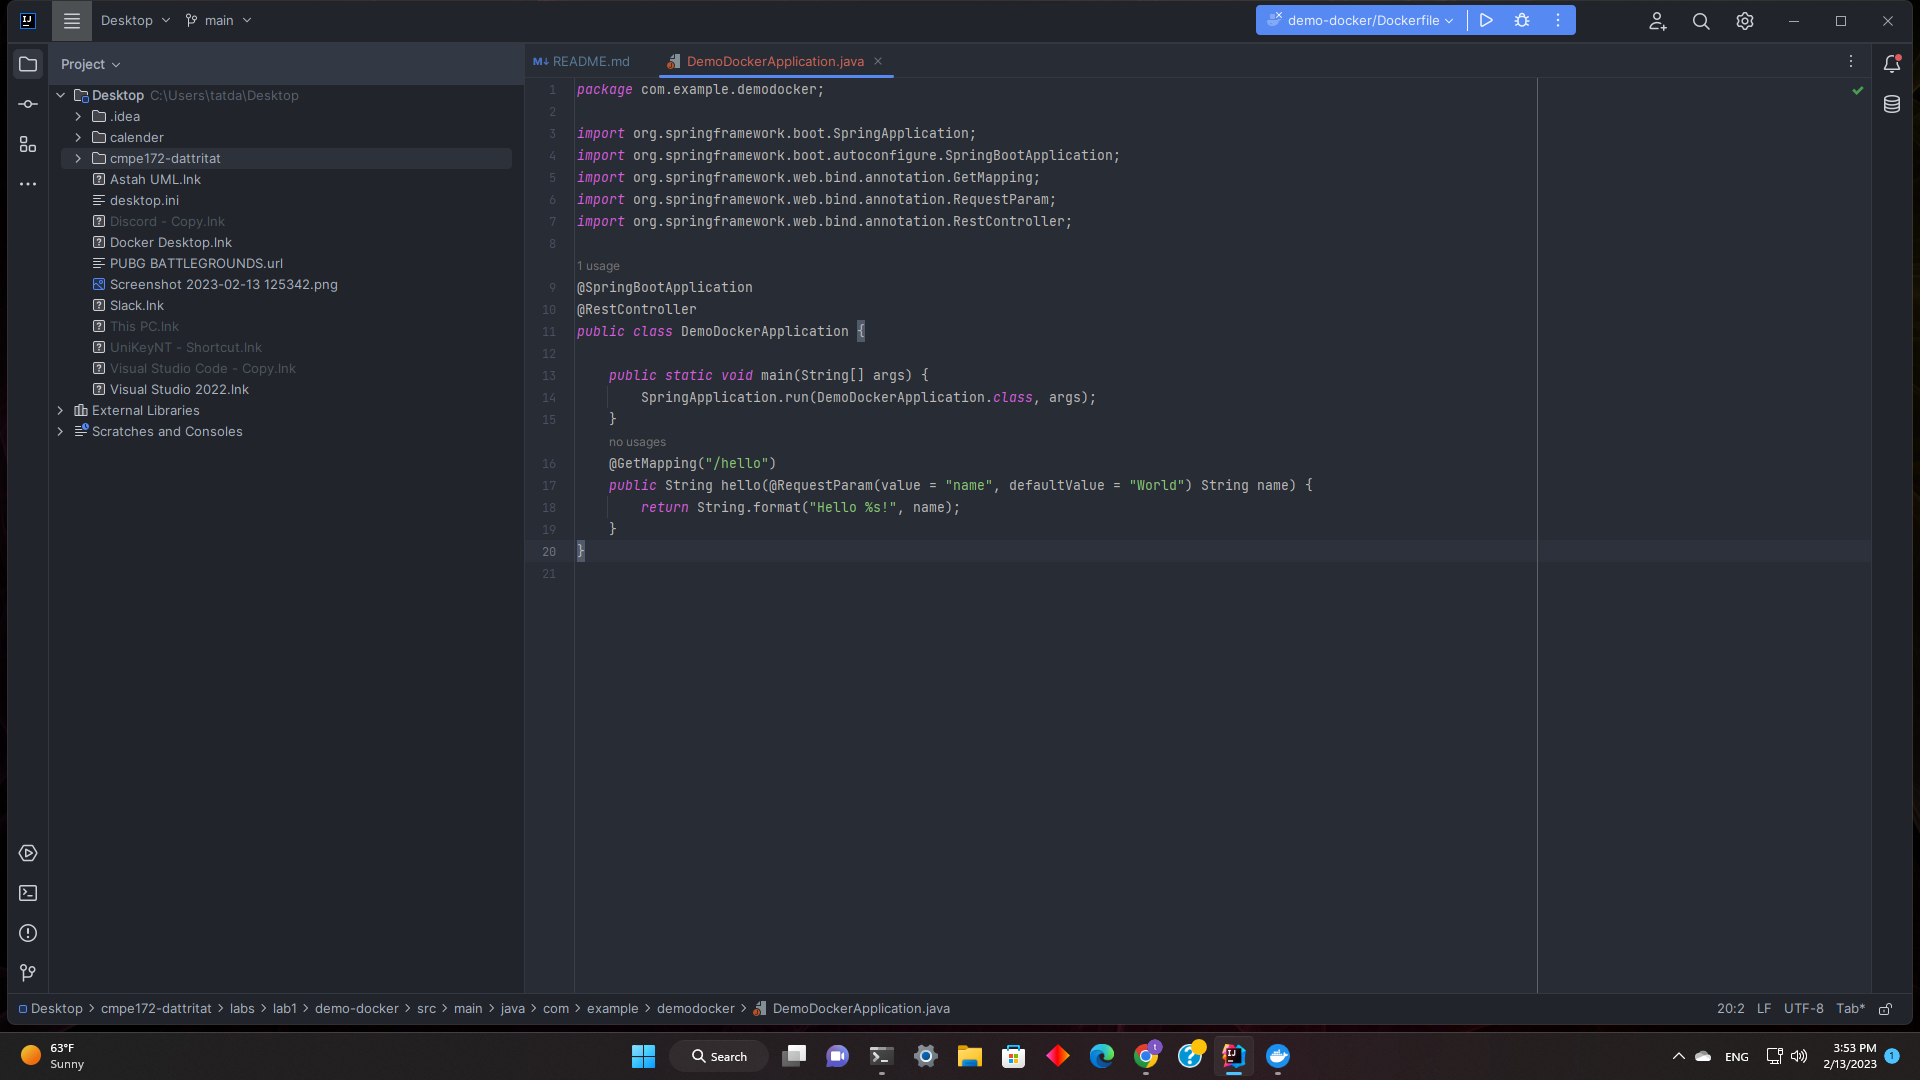 Desktop
main
demo-docker/Dockerfile
Project
Desktop C:\Users\tatda\Desktop
.idea
calender
cmpe172-dattritat
Astah UML.lnk
desktop.ini
Discord - Copy.lnk
Docker Desktop.lnk
PUBG BATTLEGROUNDS.url
Screenshot 2023-02-13 125342.png
Slack.lnk
This PC.lnk
UniKeyNT - Shortcut.lnk
Visual Studio Code - Copy.lnk
Visual Studio 2022.lnk
External Libraries
Scratches and Consoles
README.md
DemoDockerApplication.java
1 package com.example.demodocker;
2
3 import org.springframework.boot.SpringApplication;
4 import org.springframework.boot.autoconfigure.SpringBootApplication;
5 import org.springframework.web.bind.annotation.GetMapping;
6 import org.springframework.web.bind.annotation.RequestParam;
7 import org.springframework.web.bind.annotation.RestController;
8
1 usage
9 @SpringBootApplication
10 @RestController
11 public class DemoDockerApplication {
12
13 public static void main(String[] args) {
14 SpringApplication.run(DemoDockerApplication.class, args);
15 }
no usages
16 @GetMapping("/hello")
17 public String hello(@RequestParam(value = "name", defaultValue = "World") String name) {
18 return String.format("Hello %s!", name);
19 }
20 }
21
Desktop > cmpe172-dattritat > labs > lab1 > demo-docker > src > main > java > com > example > demodocker > DemoDockerApplication.java
20:2 LF UTF-8 Tab*
63°F
Sunny
Search
ENG
3:53 PM
2/13/2023
1